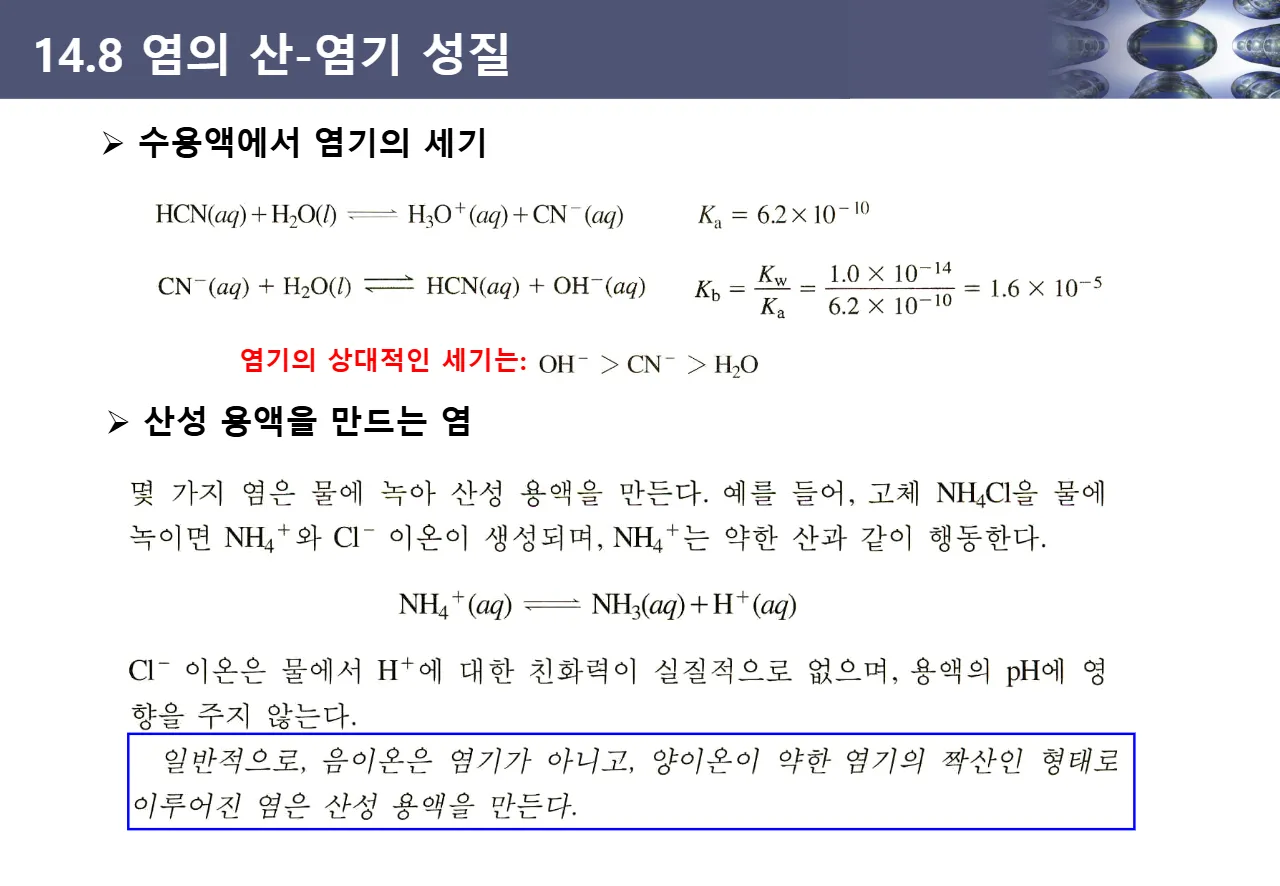 14.8 염의 산-염기 성질
➢ 수용액에서 염기의 세기
HCN(aq)+H₂O(l) ⇌ H₃O⁺(aq)+CN⁻(aq) Kₐ = 6.2×10⁻¹⁰
CN⁻(aq) + H₂O(l) ⇌ HCN(aq) + OH⁻(aq) K_b = K_w/Kₐ = 1.0 × 10⁻¹⁴/6.2 × 10⁻¹⁰ = 1.6 × 10⁻⁵
염기의 상대적인 세기는: OH⁻ > CN⁻ > H₂O
➢ 산성 용액을 만드는 염
몇 가지 염은 물에 녹아 산성 용액을 만든다. 예를 들어, 고체 NH₄Cl을 물에
녹이면 NH₄⁺와 Cl⁻ 이온이 생성되며, NH₄⁺는 약한 산과 같이 행동한다.
NH₄⁺(aq) ⇌ NH₃(aq)+H⁺(aq)
Cl⁻ 이온은 물에서 H⁺에 대한 친화력이 실질적으로 없으며, 용액의 pH에 영
향을 주지 않는다.
일반적으로, 음이온은 염기가 아니고, 양이온이 약한 염기의 짝산인 형태로
이루어진 염은 산성 용액을 만든다.